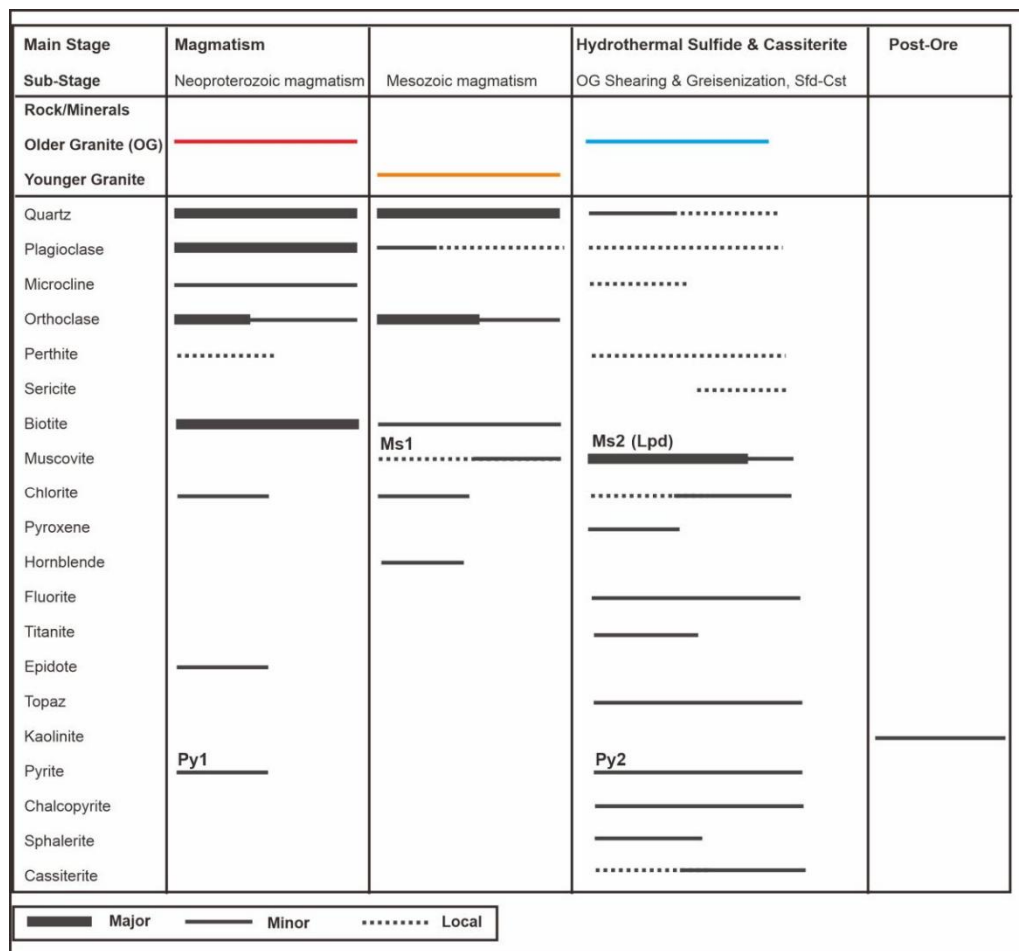 Main Stage Magmatism Hydrothermal Sulfide & Cassiterite Post-Ore
Sub-Stage Neoproterozoic magmatism Mesozoic magmatism OG Shearing & Greisenization, Sfd-Cst
Rock/Minerals
Older Granite (OG)
Younger Granite
Quartz
Plagioclase
Microcline
Orthoclase
Perthite
Sericite
Biotite
Ms1 Ms2 (Lpd)
Muscovite
Chlorite
Pyroxene
Hornblende
Fluorite
Titanite
Epidote
Topaz
Kaolinite
Py1 Py2
Pyrite
Chalcopyrite
Sphalerite
Cassiterite
Major Minor Local